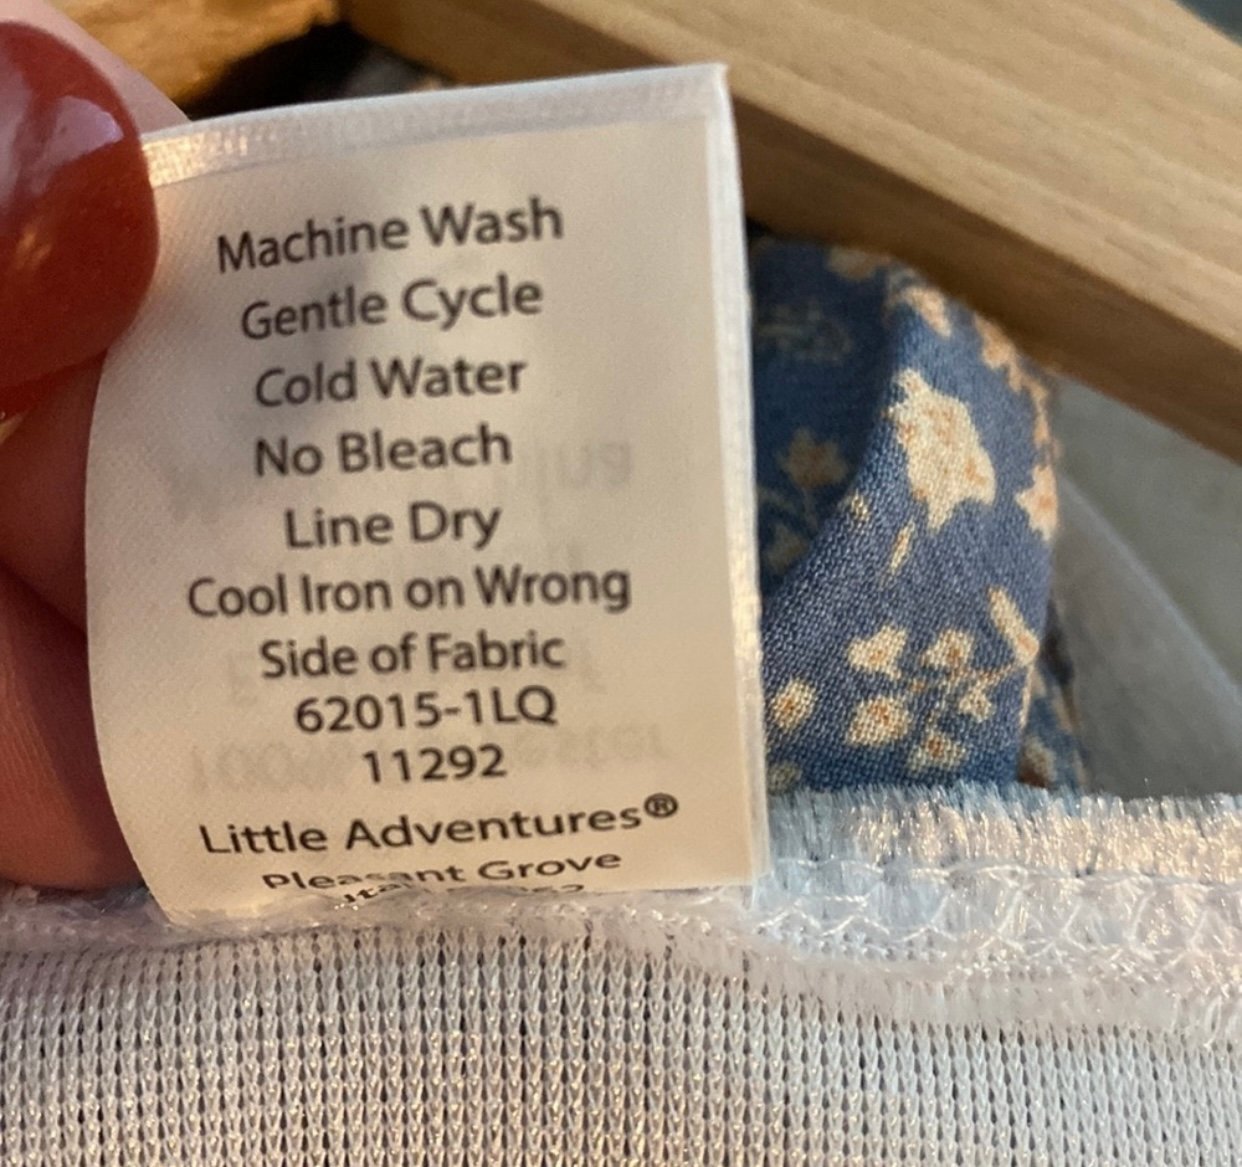 Machine Wash
Gentle Cycle
Cold Water
No Bleach
Line Dry
Cool Iron on Wrong
Side of Fabric
62015-1LQ
11292
Little Adventures®
Pleasant Grove